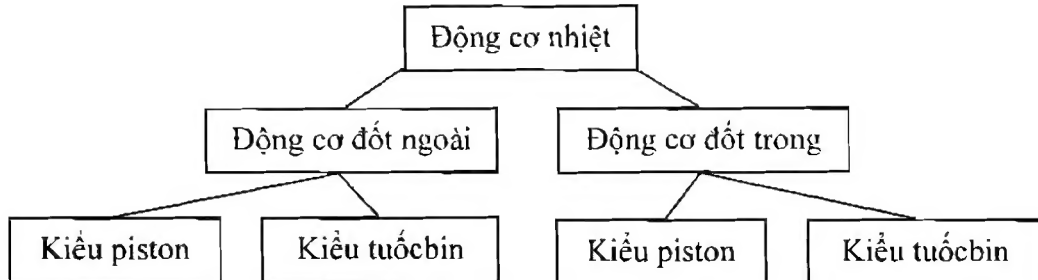 Động cơ nhiệt
Động cơ đốt ngoài
Động cơ đốt trong
Kiểu piston
Kiểu tuốcbin
Kiểu piston
Kiểu tuốcbin